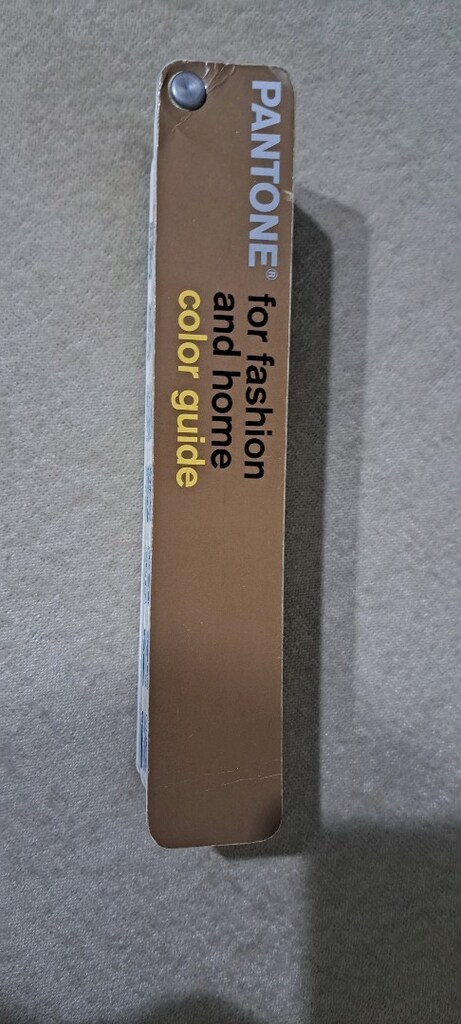 PANTONE®
for fashion
and home
color guide